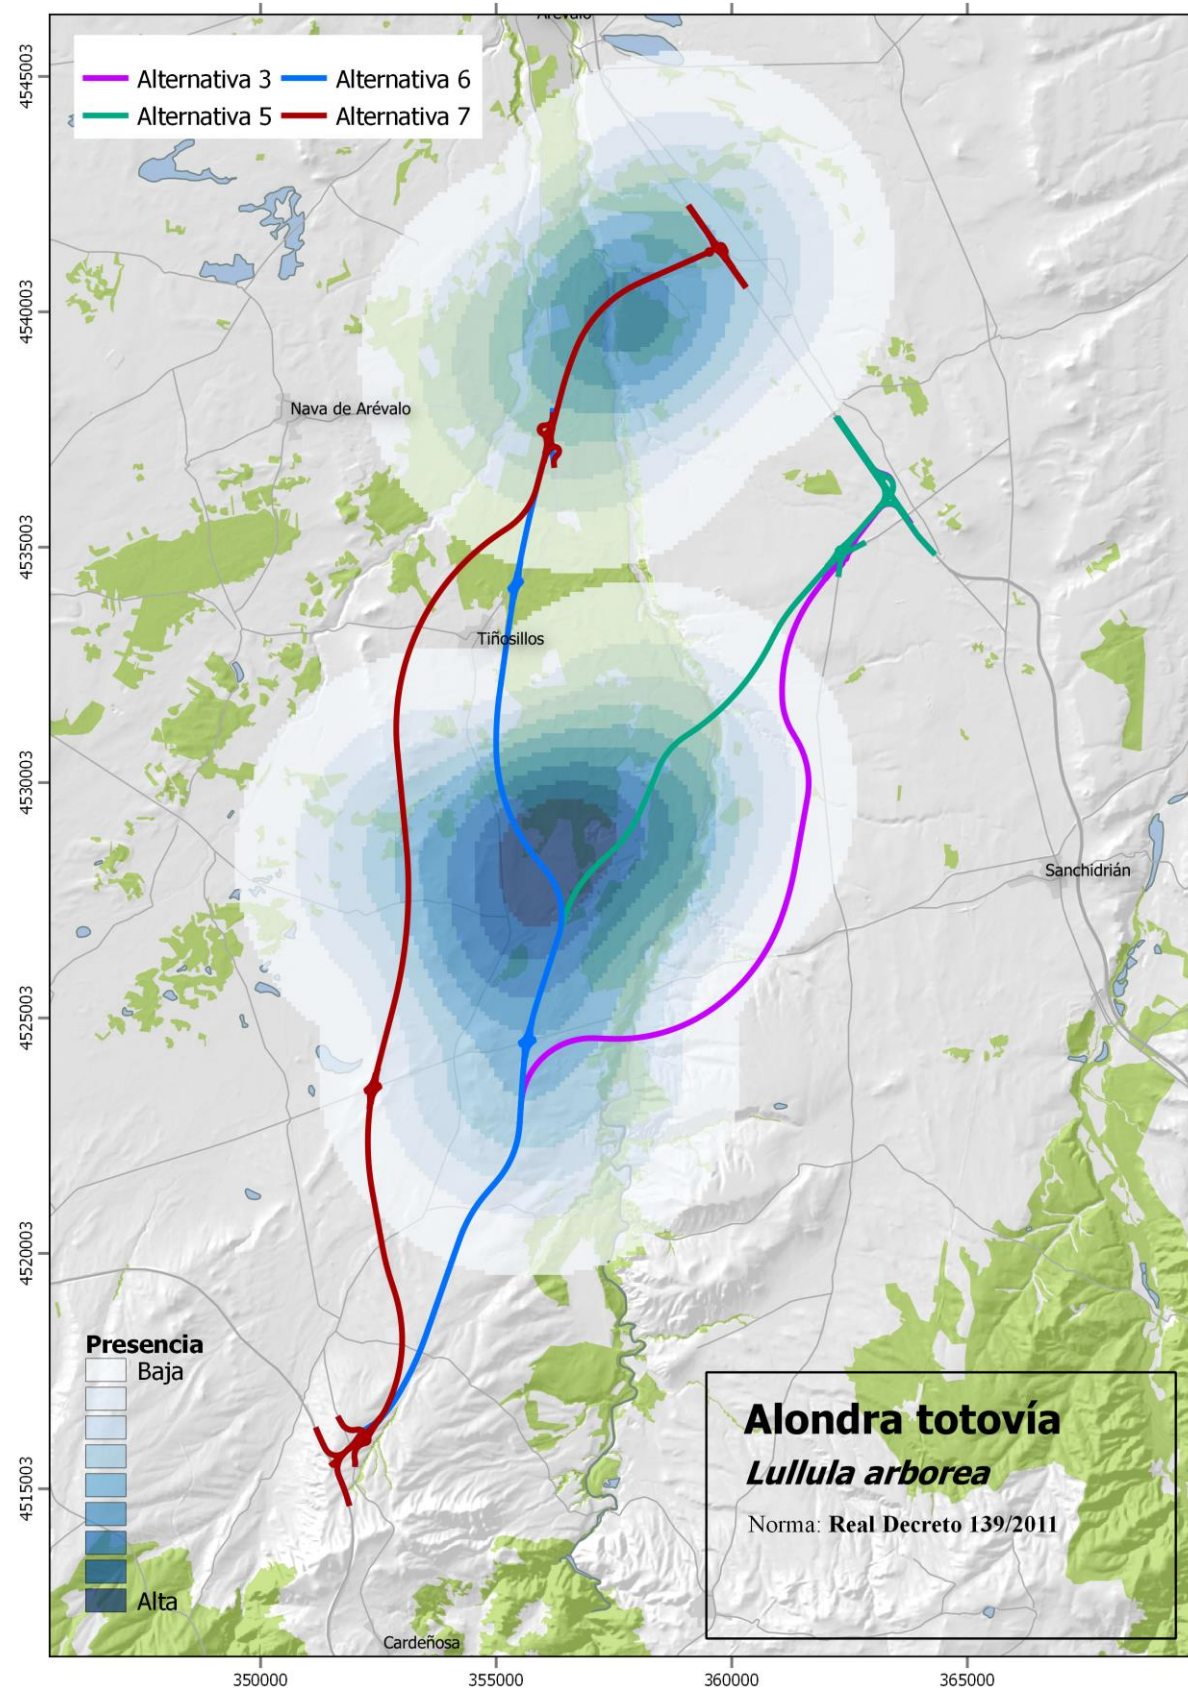 Arévalo
Alternativa 3
Alternativa 6
Alternativa 5
Alternativa 7
4545003
4540003
4535003
4530003
4525003
4520003
4515003
Nava de Arévalo
Tiñosillos
Sanchidrián
Presencia
Baja
Alta
Cardeñosa
Alondra totovía
Lullula arborea
Norma: Real Decreto 139/2011
350000
355000
360000
365000